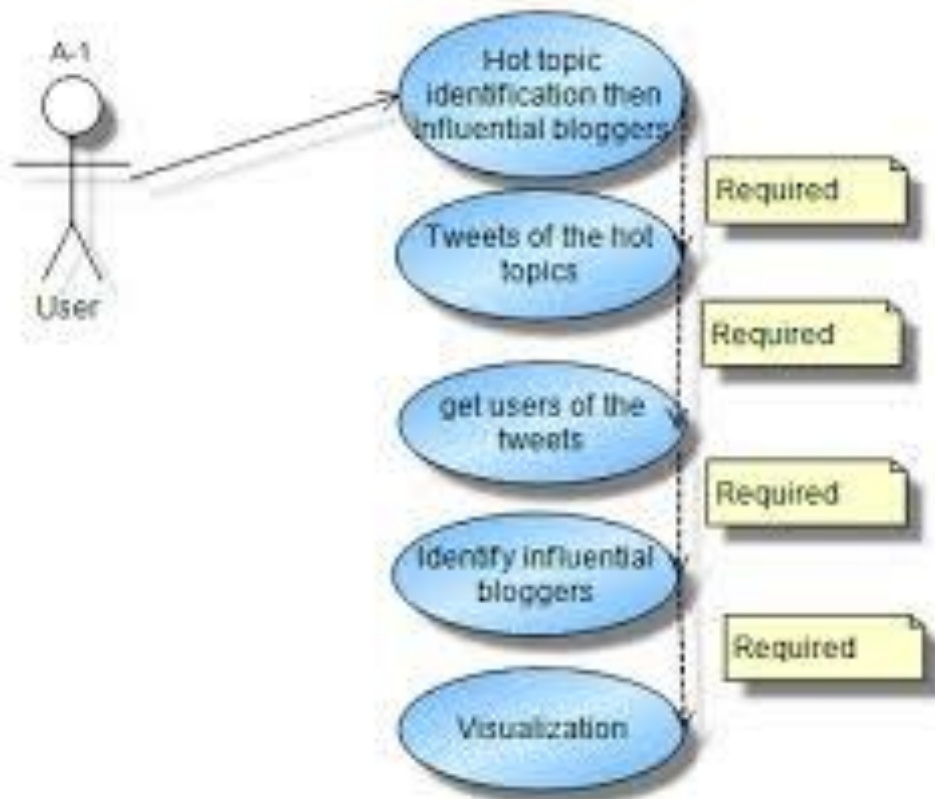 A-1
User
Hot topic
identification then
influential bloggers
Required
Tweets of the hot
topics
Required
get users of the
tweets
Required
Identify influential
bloggers
Required
Visualization